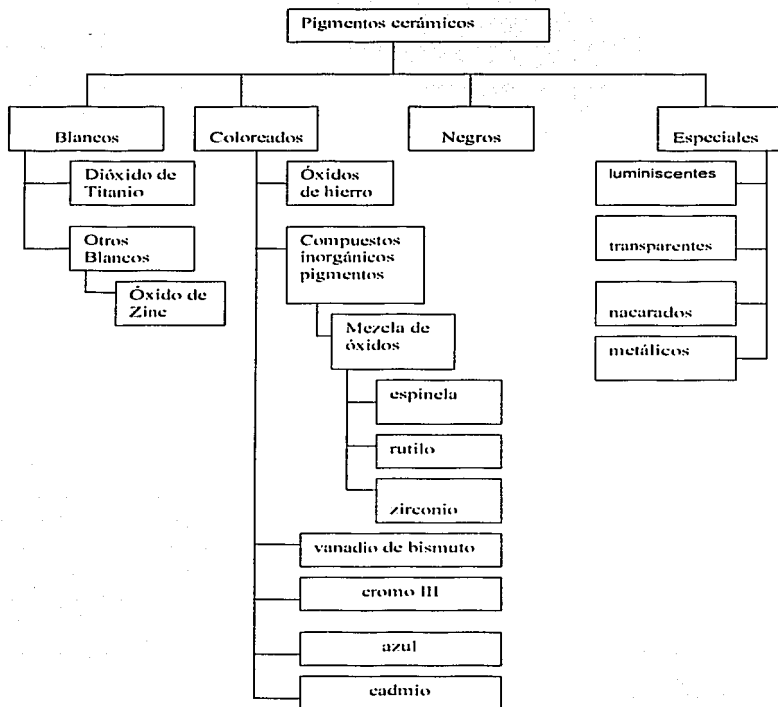 Pigmentos cerámicos
Blancos
Coloreados
Negros
Especiales
Dióxido de
Titanio
Otros
Blancos
Óxido de
Zinc
Óxidos
de hierro
Compuestos
inorgánicos
pigmentos
Mezcla de
óxidos
espinela
rutilo
zirconio
vanadio de bismuto
cromo III
azul
cadmio
luminiscentes
transparentes
nacarados
metálicos